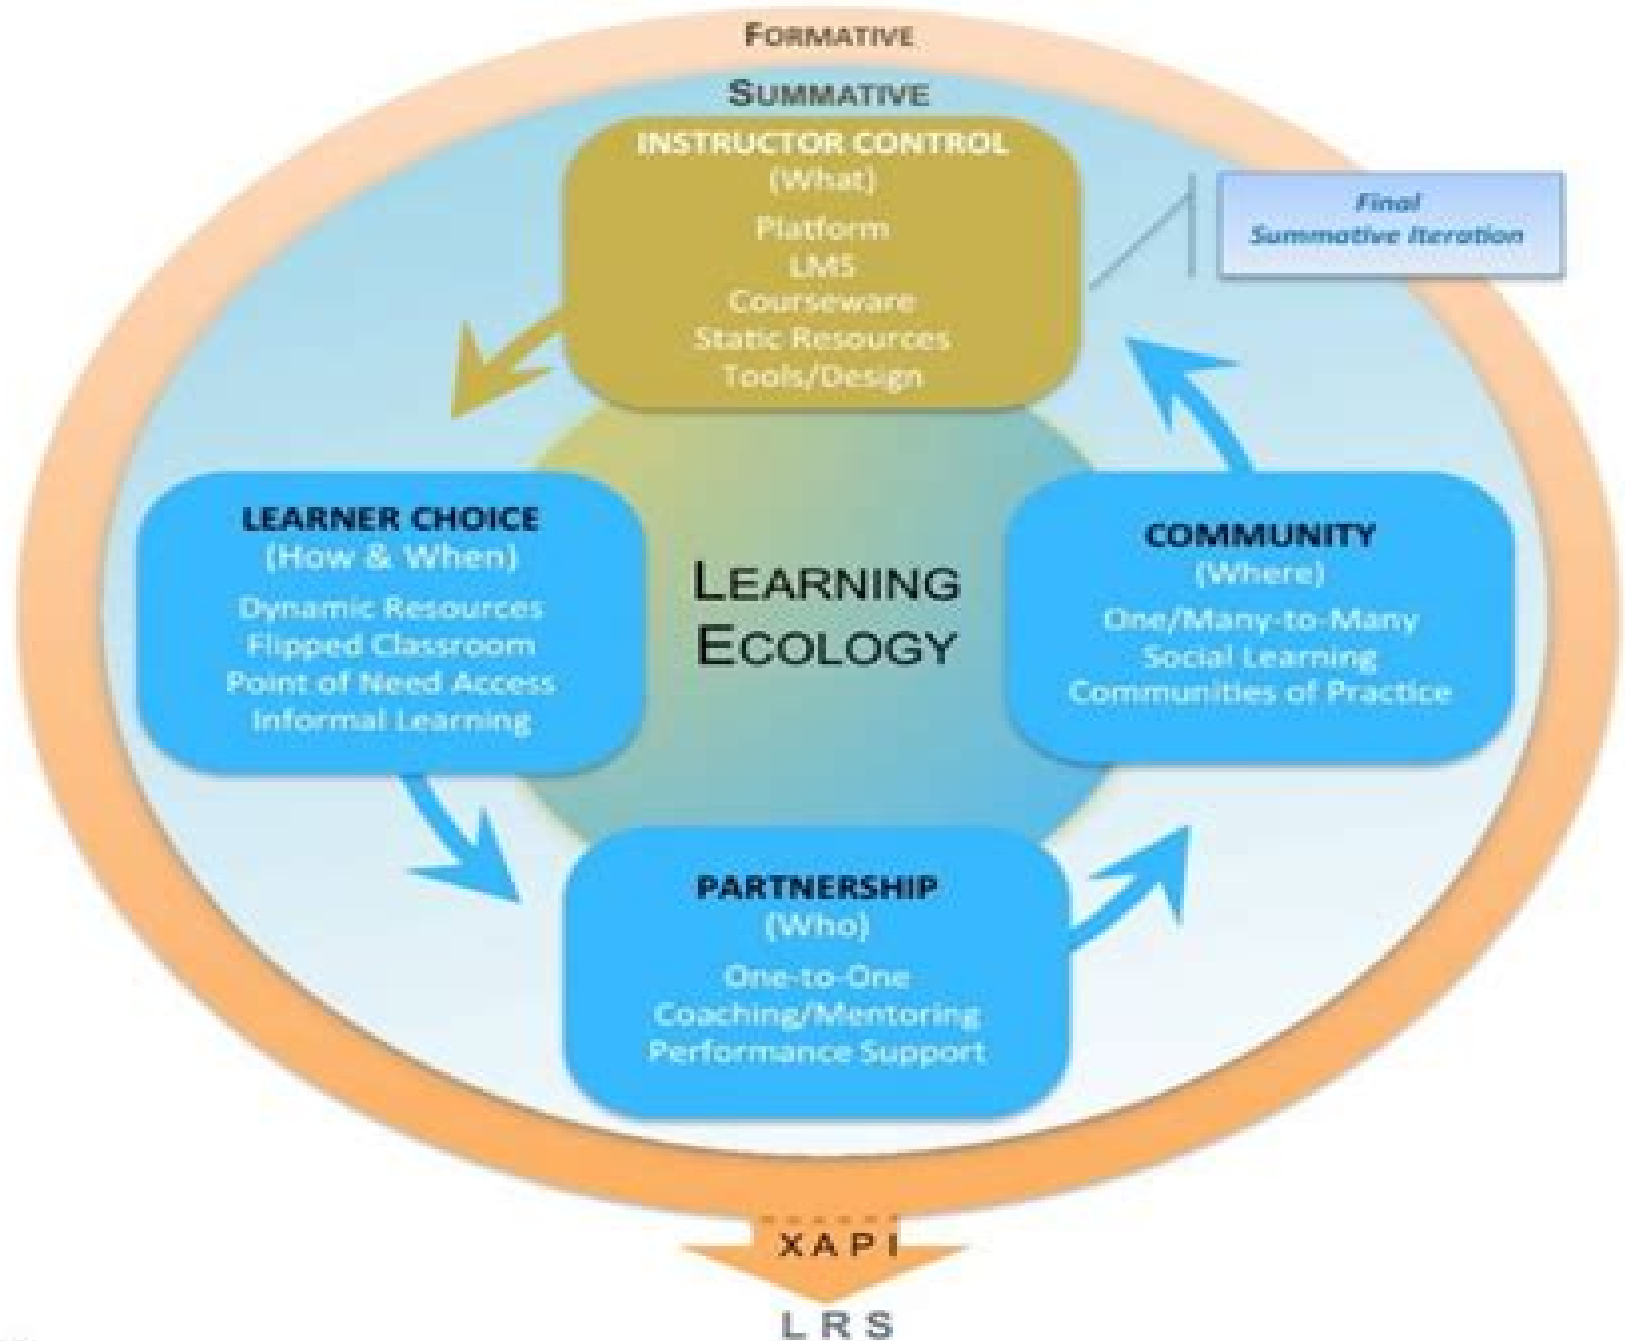 FORMATIVE
SUMMATIVE
INSTRUCTOR CONTROL
(What)
Platform
LMS
Courseware
Static Resources
Tools/Design
Final
Summative Iteration
LEARNER CHOICE
(How & When)
Dynamic Resources
Flipped Classroom
Point of Need Access
Informal Learning
LEARNING
ECOLOGY
COMMUNITY
(Where)
One/Many-to-Many
Social Learning
Communities of Practice
PARTNERSHIP
(Who)
One-to-One
Coaching/Mentoring
Performance Support
XAPI
LRS